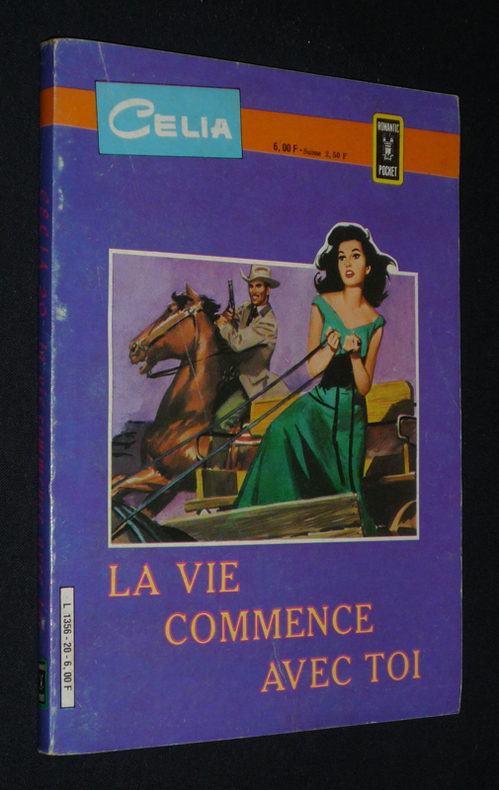 CELIA
6,00 F - Suisse 2,50 F
ROMANTIC
POCKET
LA VIE
COMMENCE
AVEC TOI
L 1356 - 20 - 6,00 F